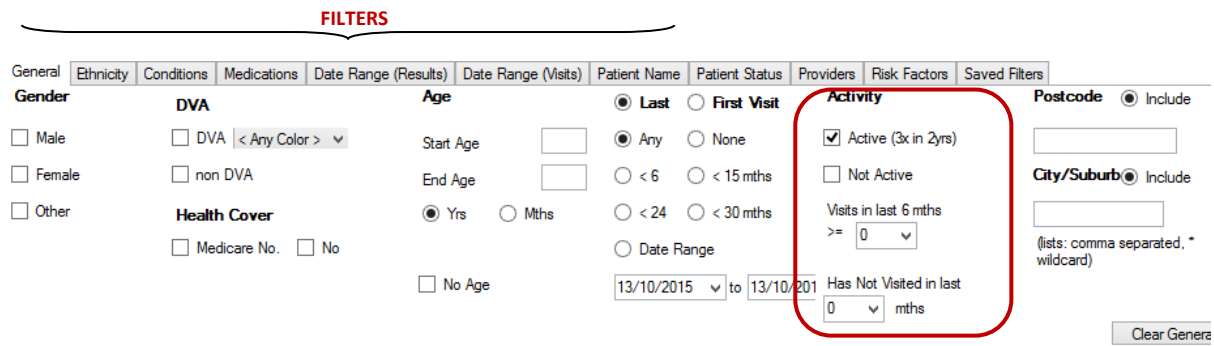 FILTERS
General Ethnicity Conditions Medications Date Range (Results) Date Range (Visits) Patient Name Patient Status Providers Risk Factors Saved Filters
Gender
Male
Female
Other
DVA
DVA < Any Color >
non DVA
Health Cover
Medicare No. No
Age
Start Age
End Age
Yrs Mths
No Age
Last First Visit
Any None
< 6 < 15 mths
< 24 < 30 mths
Date Range
13/10/2015 to 13/10/201
Activity
Active (3x in 2yrs)
Not Active
Visits in last 6 mths
>= 0
Has Not Visited in last
0 mths
Postcode Include
City/Suburb Include
(lists: comma separated, *
wildcard)
Clear Genera